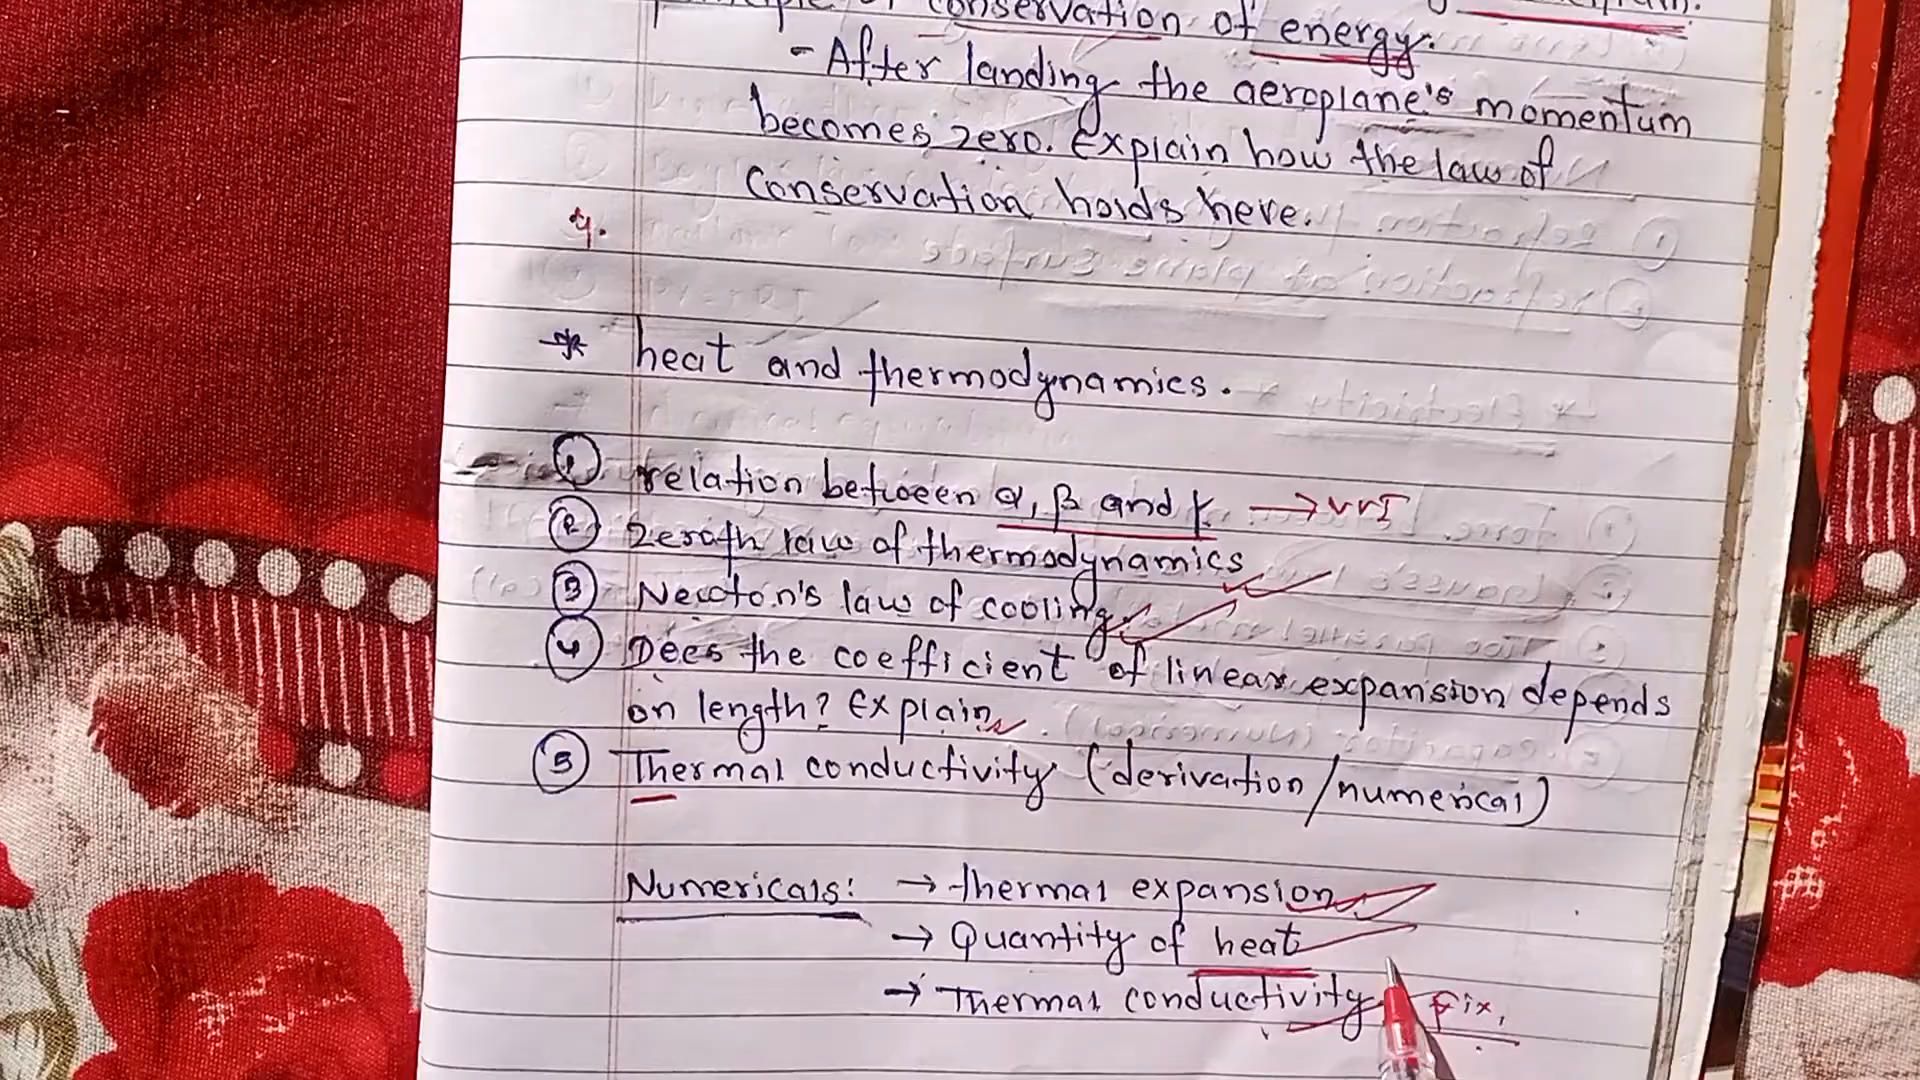 conservation of energy.
- After landing the aeroplane's momentum
becomes zero. Explain how the law of
Conservation holds here.
4.
* heat and thermodynamics.
① relation between α, β and γ → VVI
② Zeroth law of thermodynamics
③ Newton's law of cooling
④ Does the coefficient of linear expansion depends
on length? Explain
⑤ Thermal conductivity (derivation/numerical)
Numericals: → thermal expansion
→ Quantity of heat
→ Thermal conductivity fix,